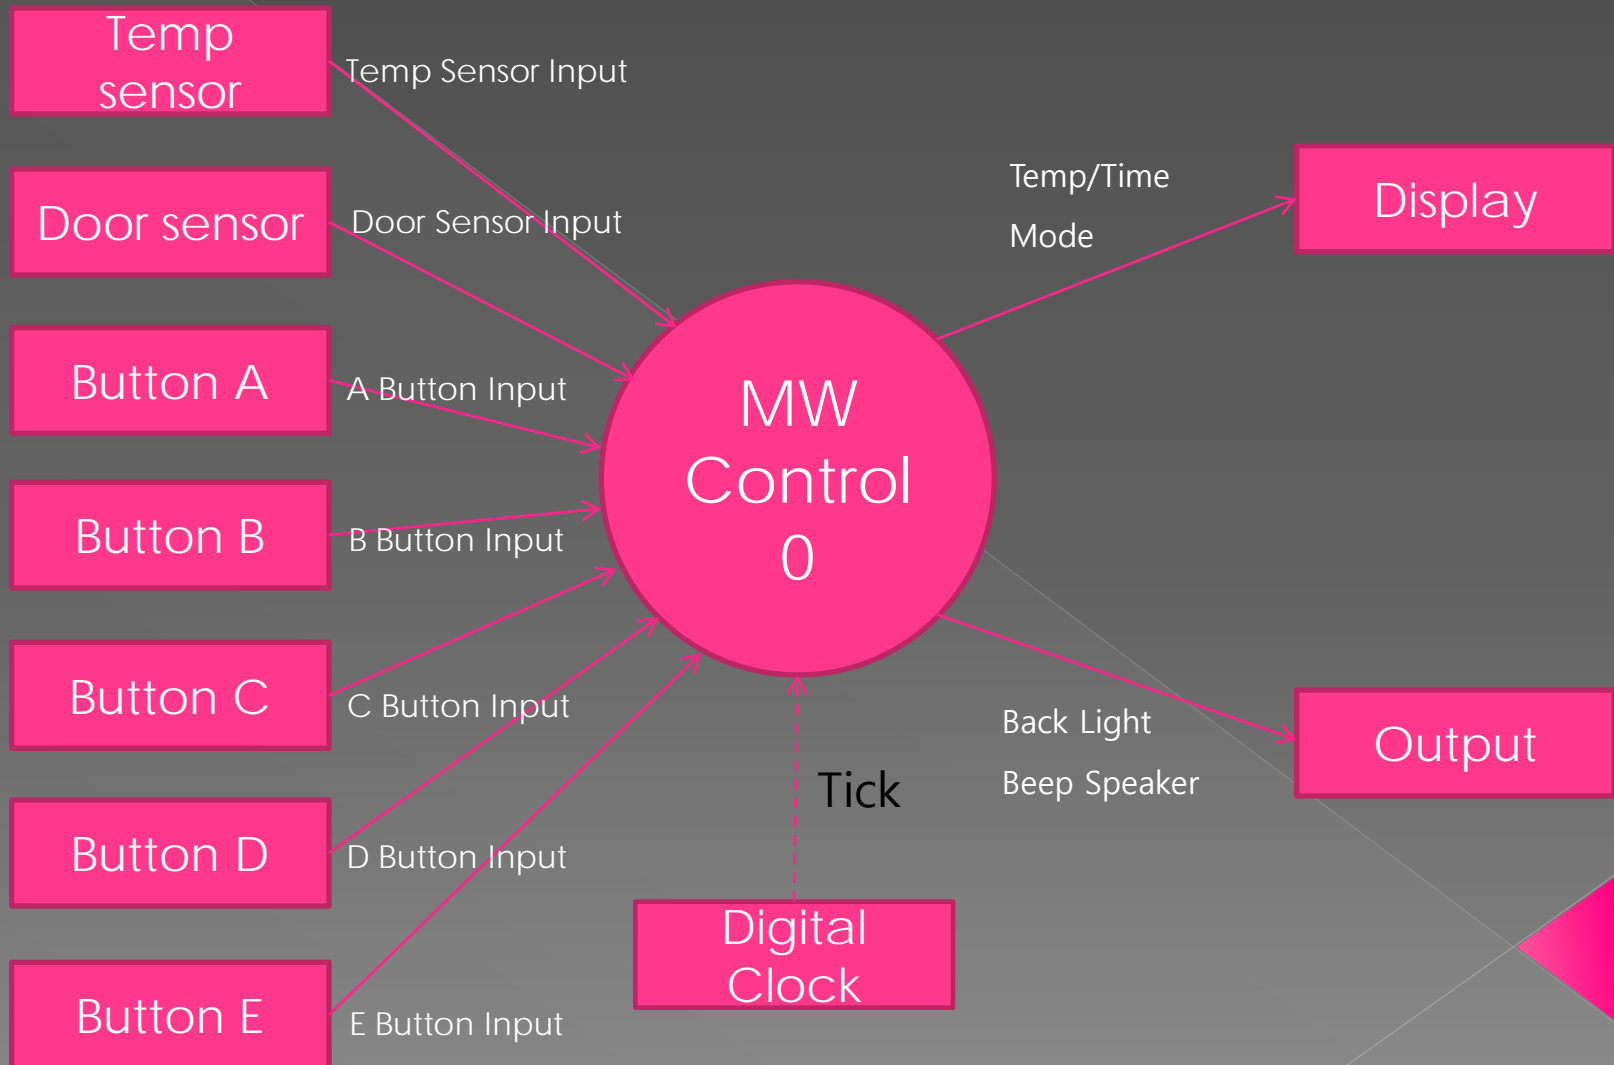 Temp
sensor
Temp Sensor Input
Door sensor
Door Sensor Input
Button A
A Button Input
Button B
B Button Input
Button C
C Button Input
Button D
D Button Input
Button E
E Button Input
MW
Control
0
Tick
Digital
Clock
Temp/Time
Mode
Display
Back Light
Beep Speaker
Output